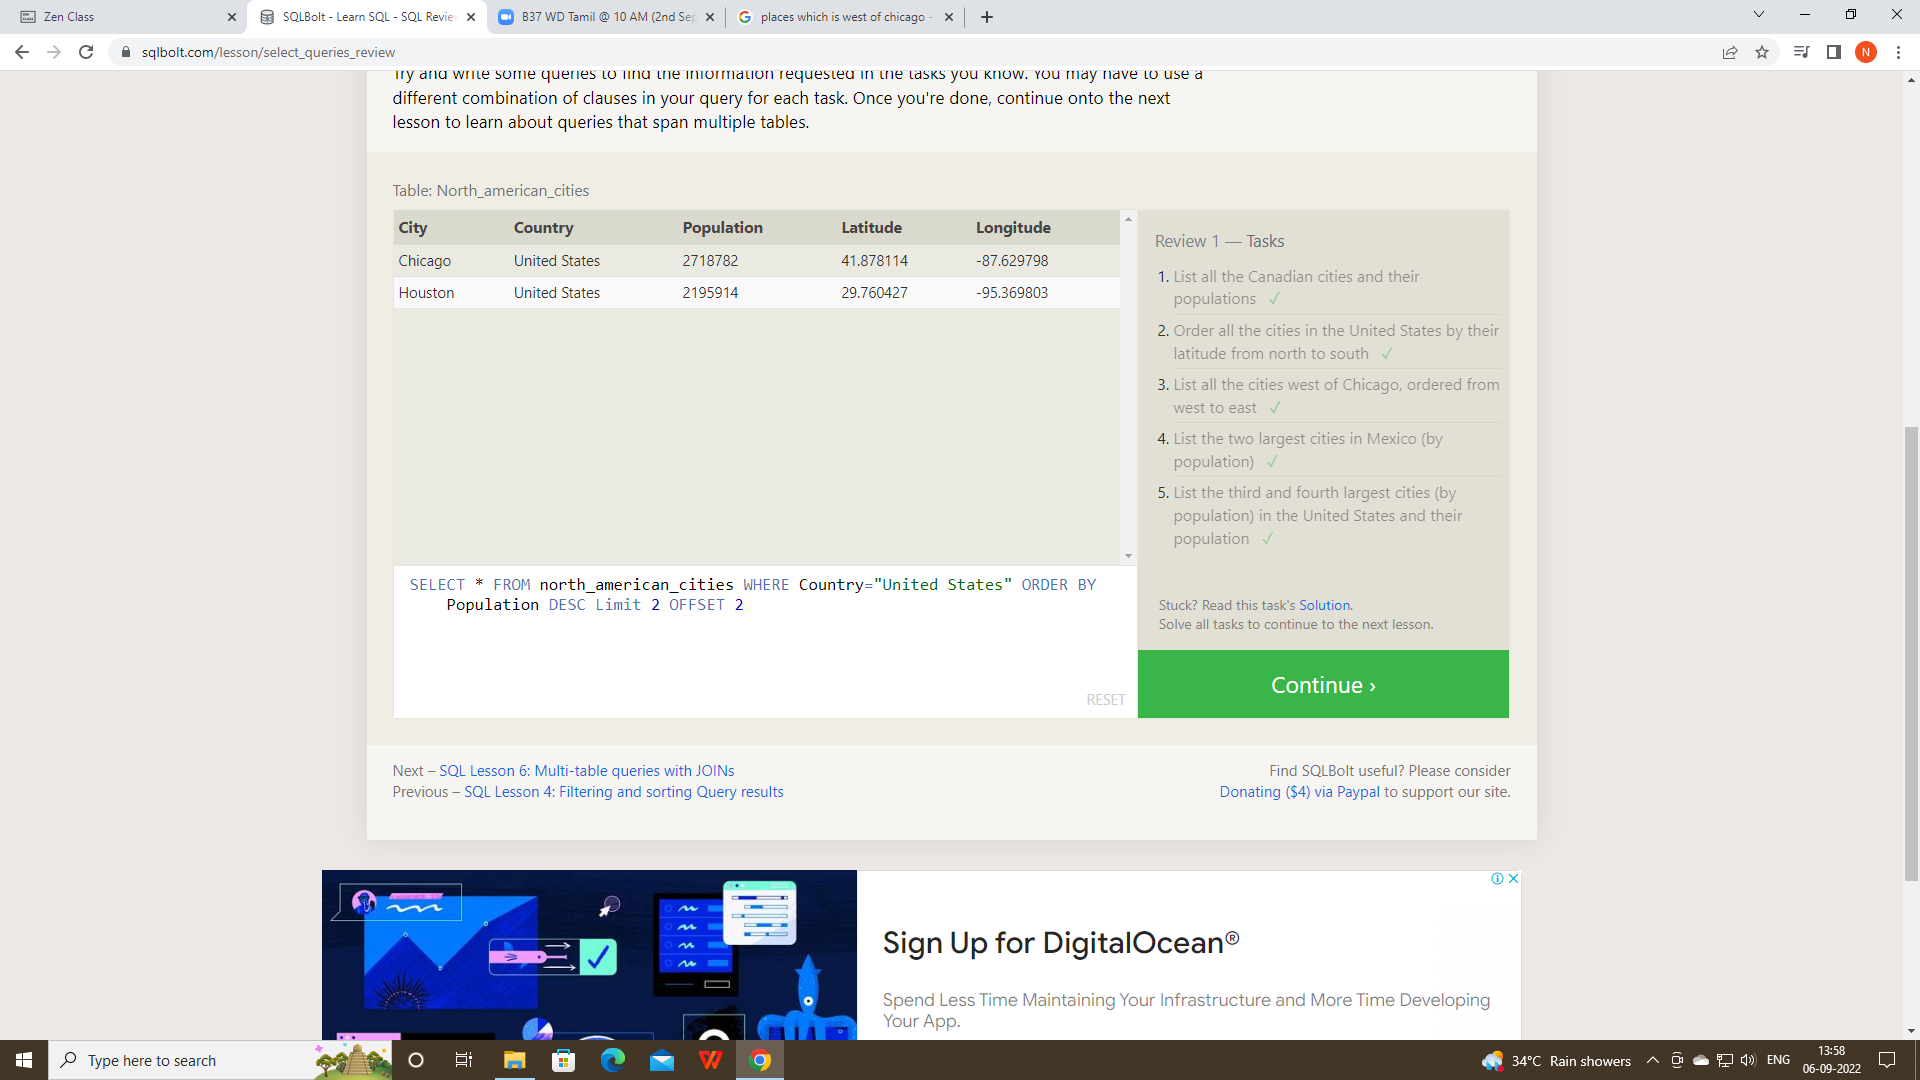 Zen Class
SQLBolt - Learn SQL - SQL Review
B37 WD Tamil @ 10 AM (2nd Sep
places which is west of chicago -
sqlbolt.com/lesson/select_queries_review
N
Try and write some queries to find the information requested in the tasks you know. You may have to use a
different combination of clauses in your query for each task. Once you're done, continue onto the next
lesson to learn about queries that span multiple tables.
Table: North_american_cities
City Country Population Latitude Longitude
Chicago United States 2718782 41.878114 -87.629798
Houston United States 2195914 29.760427 -95.369803
Review 1 — Tasks
1. List all the Canadian cities and their
populations ✓
2. Order all the cities in the United States by their
latitude from north to south ✓
3. List all the cities west of Chicago, ordered from
west to east ✓
4. List the two largest cities in Mexico (by
population) ✓
5. List the third and fourth largest cities (by
population) in the United States and their
population ✓
SELECT * FROM north_american_cities WHERE Country="United States" ORDER BY
Population DESC Limit 2 OFFSET 2
RESET
Stuck? Read this task's Solution.
Solve all tasks to continue to the next lesson.
Continue ›
Next – SQL Lesson 6: Multi-table queries with JOINs
Previous – SQL Lesson 4: Filtering and sorting Query results
Find SQLBolt useful? Please consider
Donating ($4) via Paypal to support our site.
Sign Up for DigitalOcean®
Spend Less Time Maintaining Your Infrastructure and More Time Developing
Your App.
Type here to search
34°C Rain showers
ENG
13:58
06-09-2022